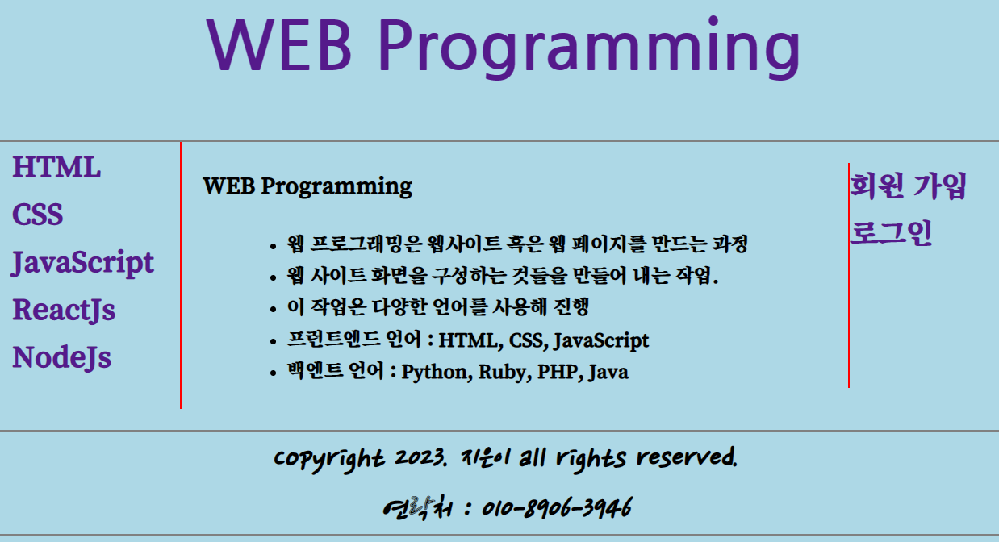 WEB Programming
HTML
CSS
JavaScript
ReactJs
NodeJs
WEB Programming
웹 프로그래밍은 웹사이트 혹은 웹 페이지를 만드는 과정
웹 사이트 화면을 구성하는 것들을 만들어 내는 작업.
이 작업은 다양한 언어를 사용해 진행
프런트엔드 언어 : HTML, CSS, JavaScript
백엔트 언어 : Python, Ruby, PHP, Java
회원 가입
로그인
copyright 2023. 지은이 all rights reserved.
연락처 : 010-8906-3946